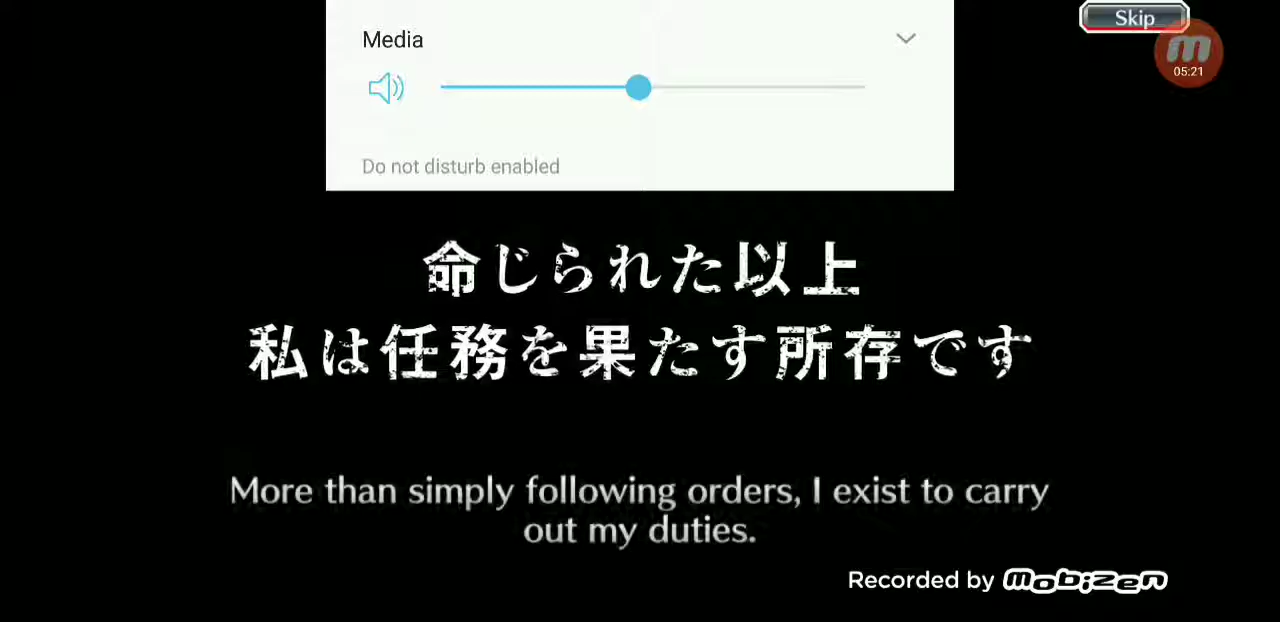 Skip
Media
05:21
Do not disturb enabled
命じられた以上
私は任務を果たす所存です
More than simply following orders, I exist to carry
out my duties.
Recorded by mobizen